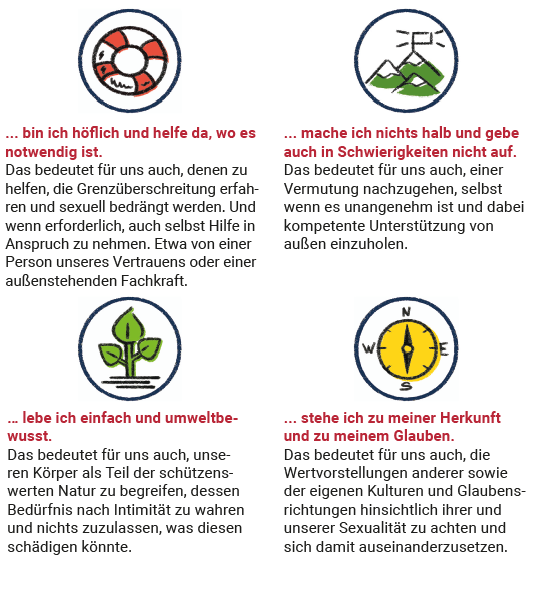 ... bin ich höflich und helfe da, wo es
notwendig ist.
Das bedeutet für uns auch, denen zu
helfen, die Grenzüberschreitung erfah-
ren und sexuell bedrängt werden. Und
wenn erforderlich, auch selbst Hilfe in
Anspruch zu nehmen. Etwa von einer
Person unseres Vertrauens oder einer
außenstehenden Fachkraft.
... mache ich nichts halb und gebe
auch in Schwierigkeiten nicht auf.
Das bedeutet für uns auch, einer
Vermutung nachzugehen, selbst
wenn es unangenehm ist und dabei
kompetente Unterstützung von
außen einzuholen.
... lebe ich einfach und umweltbe-
wusst.
Das bedeutet für uns auch, unse-
ren Körper als Teil der schützens-
werten Natur zu begreifen, dessen
Bedürfnis nach Intimität zu wahren
und nichts zuzulassen, was diesen
schädigen könnte.
N
W E
S
... stehe ich zu meiner Herkunft
und zu meinem Glauben.
Das bedeutet für uns auch, die
Wertvorstellungen anderer sowie
der eigenen Kulturen und Glaubens-
richtungen hinsichtlich ihrer und
unserer Sexualität zu achten und
sich damit auseinanderzusetzen.